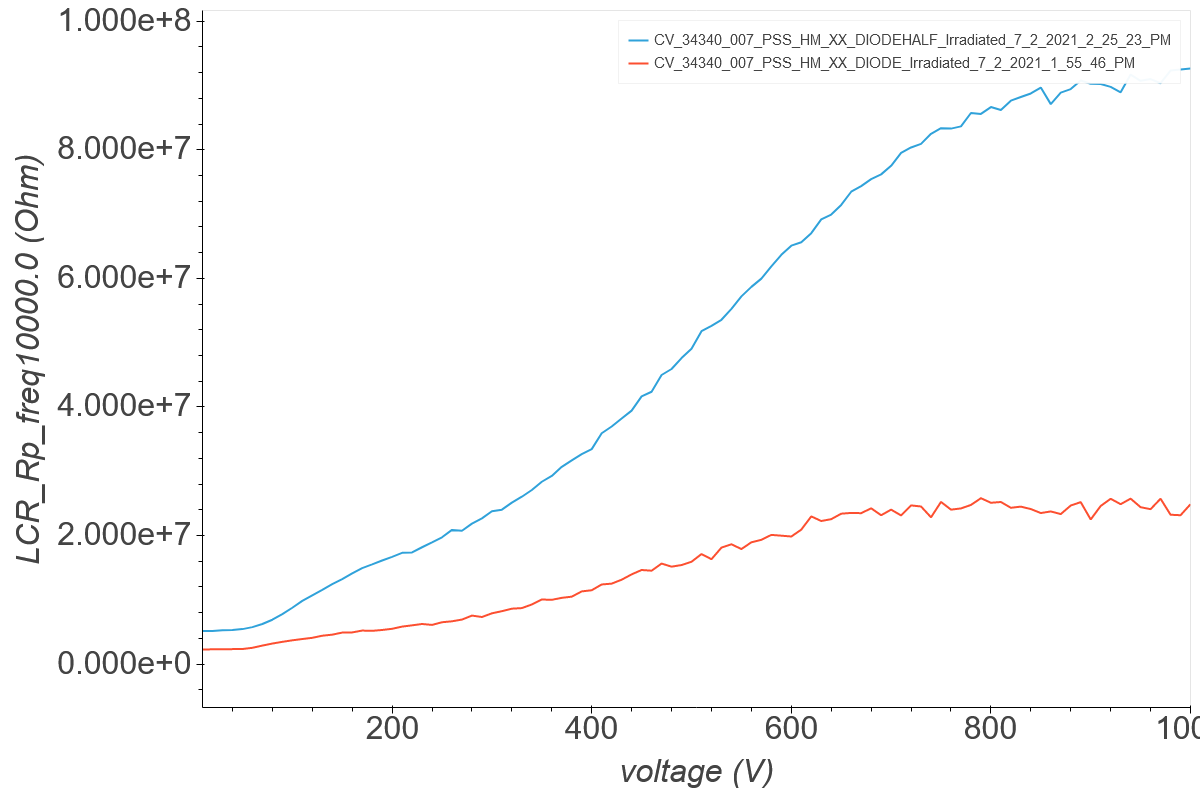 1.000e+8
8.000e+7
6.000e+7
4.000e+7
2.000e+7
0.000e+0
LCR_Rp_freq10000.0 (Ohm)
CV_34340_007_PSS_HM_XX_DIODEHALF_Irradiated_7_2_2021_2_25_23_PM
CV_34340_007_PSS_HM_XX_DIODE_Irradiated_7_2_2021_1_55_46_PM
200 400 600 800 100
voltage (V)